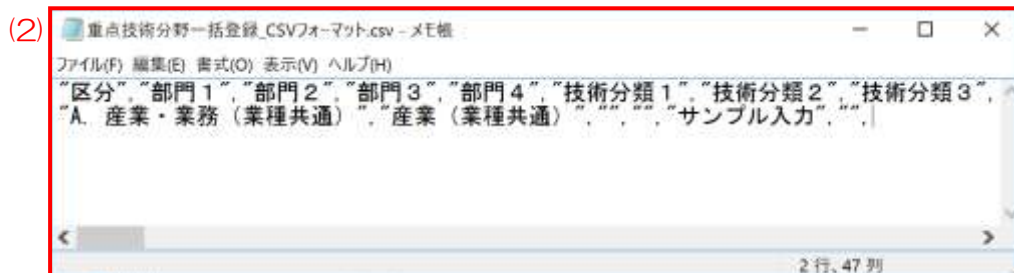 (2)
重点技術分野一括登録_CSVフォーマット.csv - メモ帳
ファイル(F) 編集(E) 書式(O) 表示(V) ヘルプ(H)
"区分","部門1","部門2","部門3","部門4","技術分類1","技術分類2","技術分類3",
"A. 産業・業務（業種共通）","産業（業種共通）","","","","サンプル入力","",
2 行、47 列